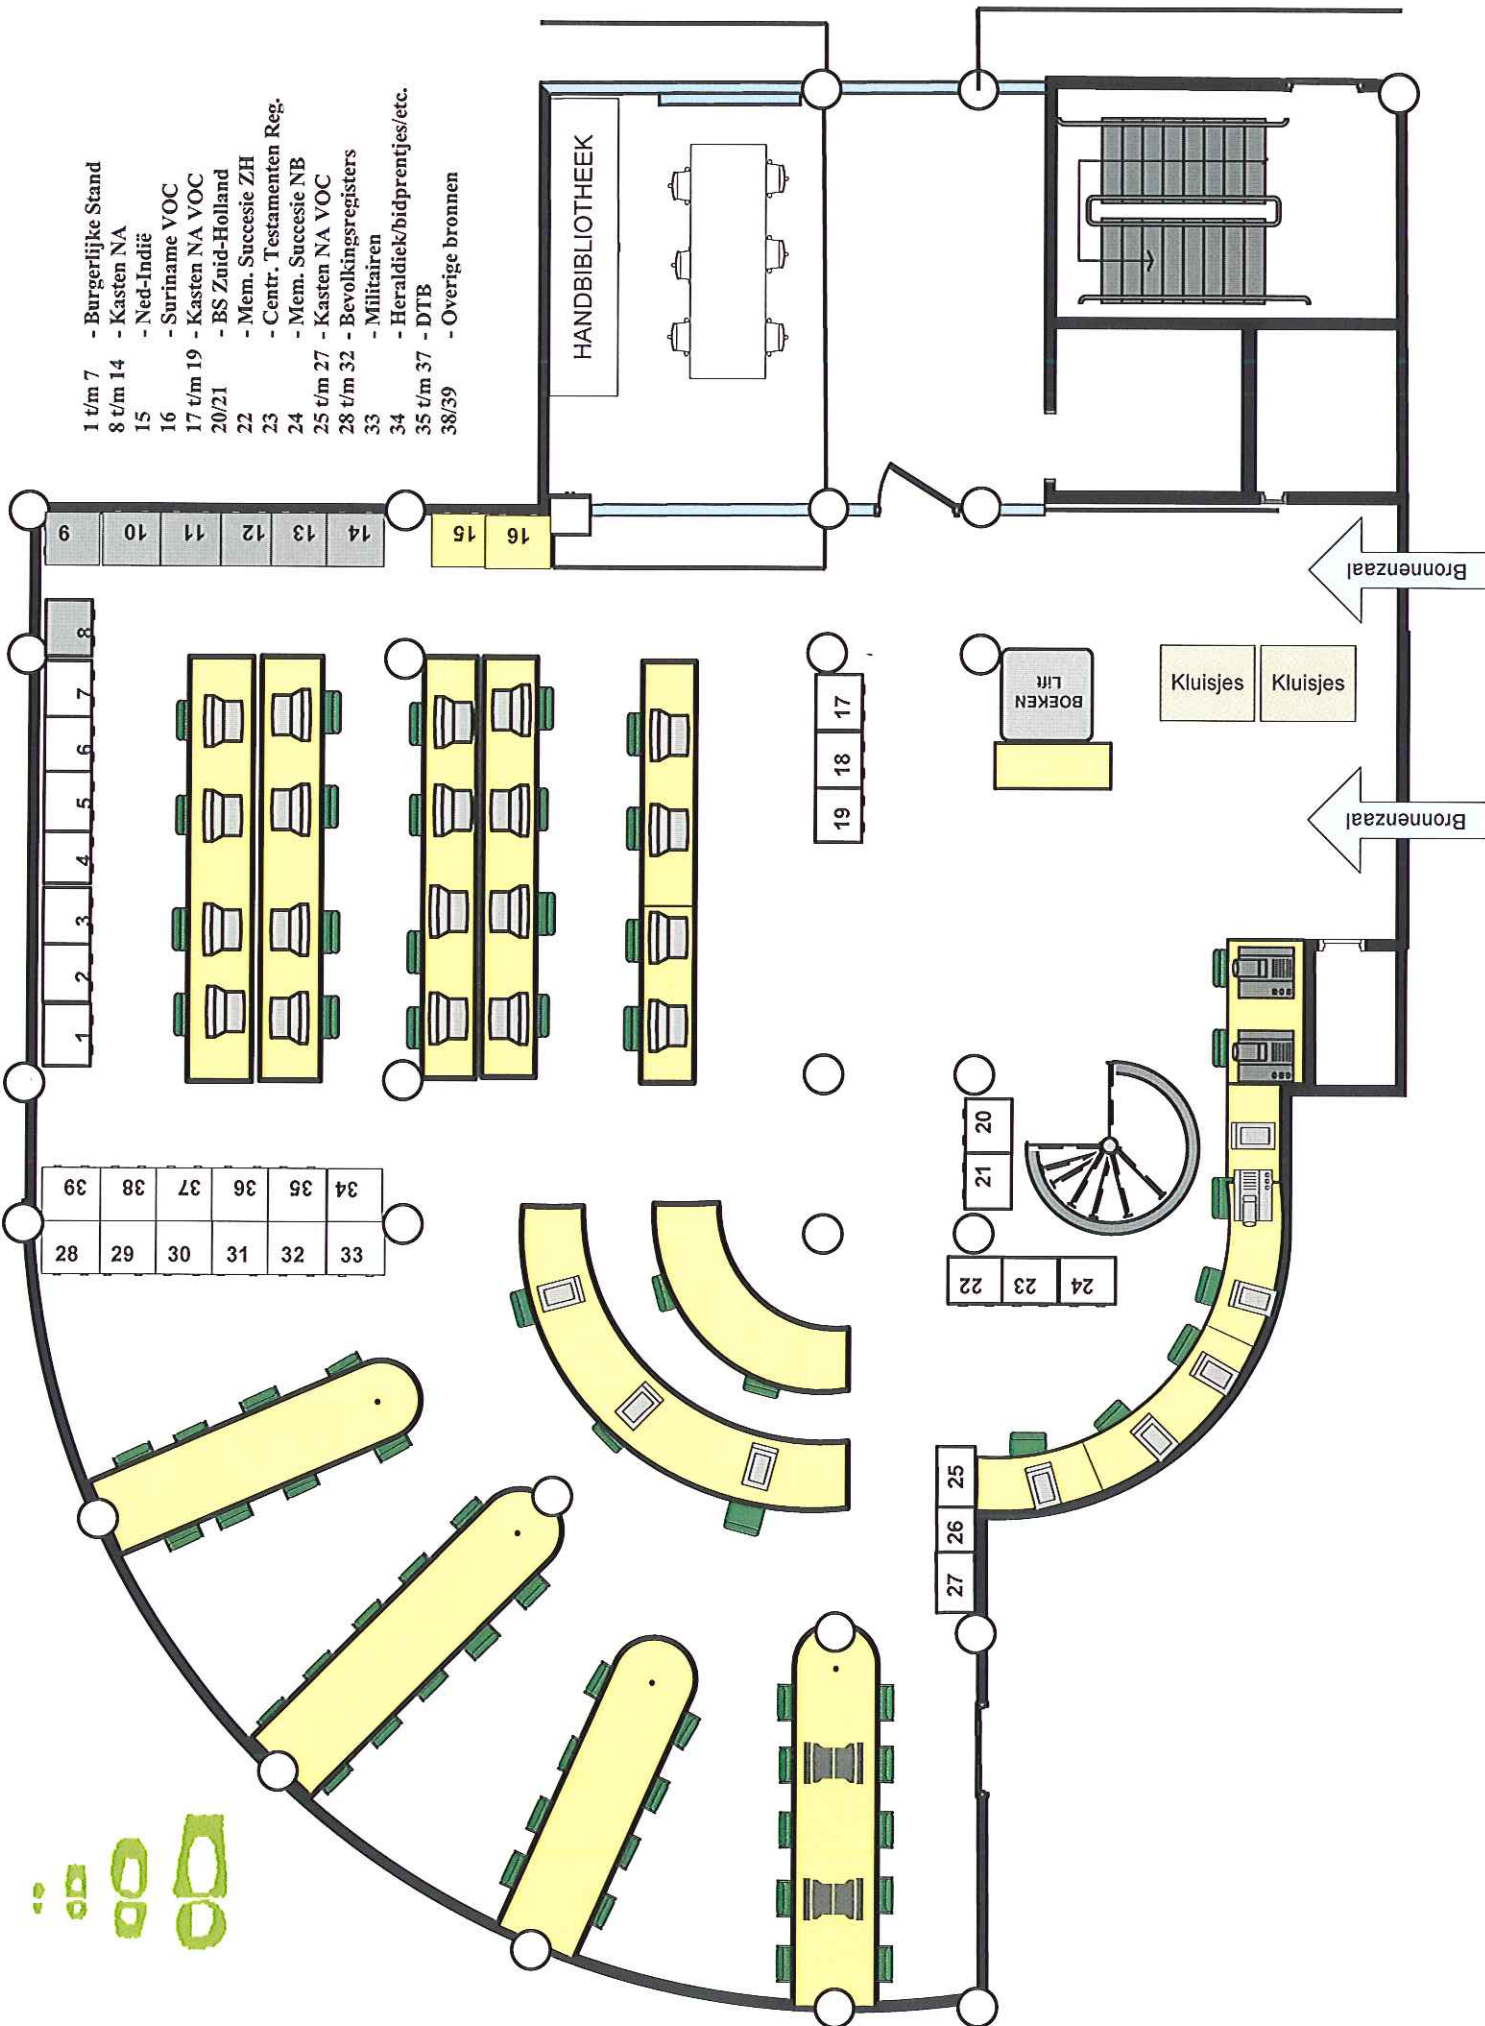 1 t/m 7 - Burgerlijke Stand
8 t/m 14 - Kasten NA
15 - Ned-Indië
16 - Suriname VOC
17 t/m 19 - Kasten NA VOC
20/21 - BS Zuid-Holland
22 - Mem. Succesie ZH
23 - Centr. Testamenten Reg.
24 - Mem. Succesie NB
25 t/m 27 - Kasten NA VOC
28 t/m 32 - Bevolkingsregisters
33 - Militairen
34 - Heraldiek/bidprentjes/etc.
35 t/m 37 - DTB
38/39 - Overige bronnen
HANDBIBLIOTHEEK
9
10
11
12
13
14
15
16
8
7
6
5
4
3
2
1
17
18
19
BOEKEN
Lift
Kluisjes
Kluisjes
Bronnenzaal
Bronnenzaal
39
38
37
36
35
34
28
29
30
31
32
33
20
21
22
23
24
25
26
27